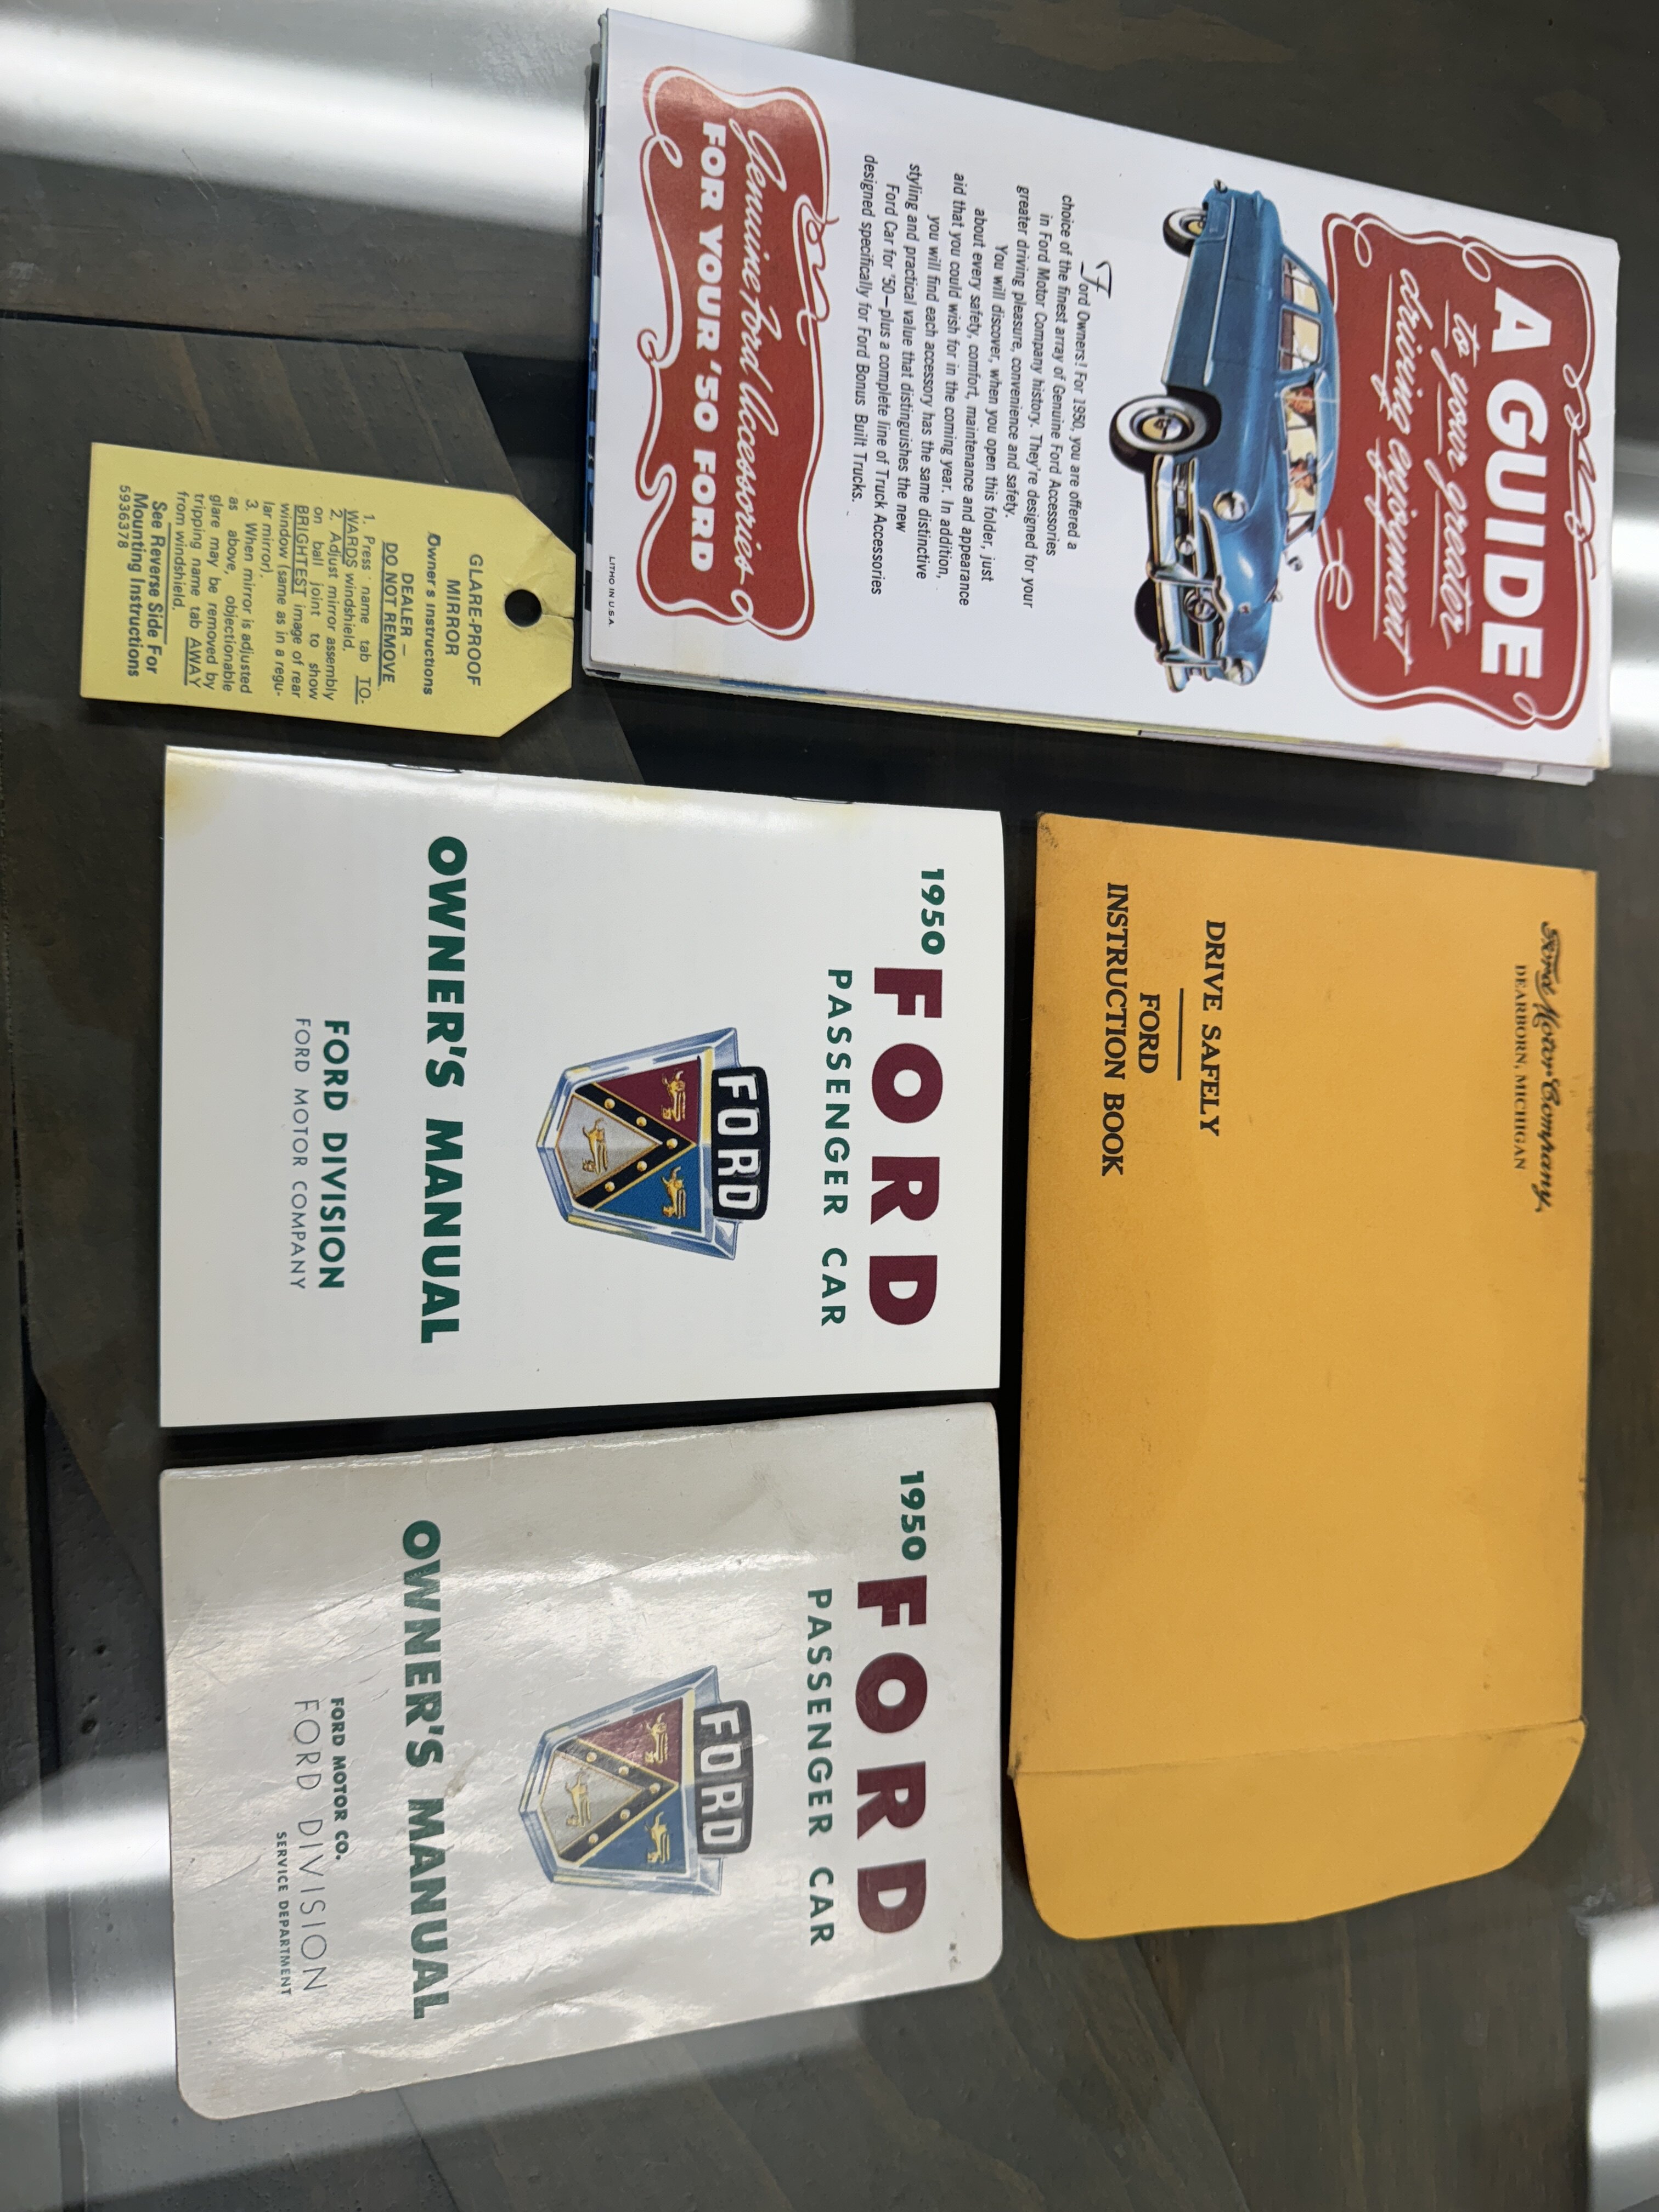 A GUIDE
to your greater
driving enjoyment
Ford Owners! For 1950, you are offered a
choice of the finest array of Genuine Ford Accessories
in Ford Motor Company history. They're designed for your
greater driving pleasure, convenience and safety.
You will discover, when you open this folder, just
about every safety, comfort, maintenance and appearance
aid that you could wish for in the coming year. In addition,
you will find each accessory has the same distinctive
styling and practical value that distinguishes the new
Ford Car for '50—plus a complete line of Truck Accessories
designed specifically for Ford Bonus Built Trucks.
Genuine Ford Accessories
FOR YOUR '50 FORD
LITHO IN U.S.A.
Ford Motor Company,
DEARBORN, MICHIGAN
DRIVE SAFELY
FORD
INSTRUCTION BOOK
GLARE-PROOF
MIRROR
Owner's Instructions
DEALER —
DO NOT REMOVE
1. Press name tab TO-
WARDS windshield.
2. Adjust mirror assembly
on ball joint to show
BRIGHTEST image of rear
window (same as in a regu-
lar mirror).
3. When mirror is adjusted
as above, objectionable
glare may be removed by
tripping name tab AWAY
from windshield.
See Reverse Side For
Mounting Instructions
5936378
1950 FORD
PASSENGER CAR
FORD
OWNER'S MANUAL
FORD DIVISION
FORD MOTOR COMPANY
1950 FORD
PASSENGER CAR
FORD
OWNER'S MANUAL
FORD MOTOR CO.
FORD DIVISION
SERVICE DEPARTMENT